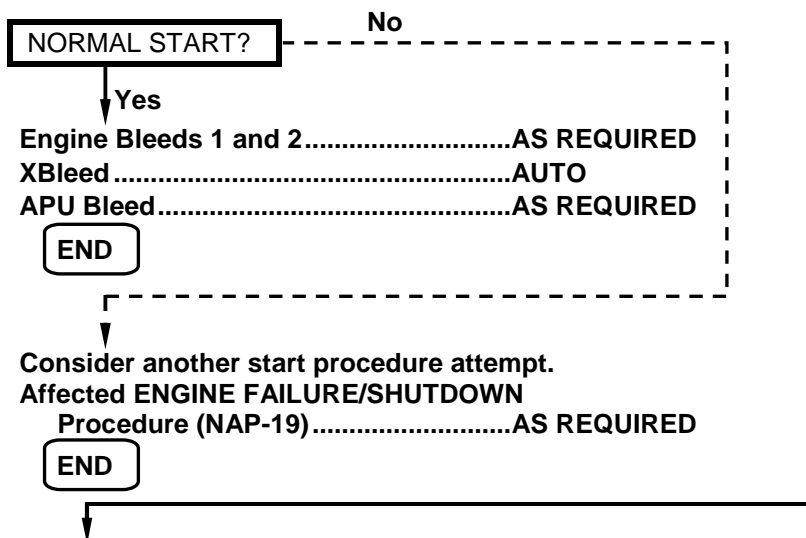 No
NORMAL START?
Yes
Engine Bleeds 1 and 2............................AS REQUIRED
XBleed......................................................AUTO
APU Bleed................................................AS REQUIRED
END
Consider another start procedure attempt.
Affected ENGINE FAILURE/SHUTDOWN
Procedure (NAP-19)...........................AS REQUIRED
END